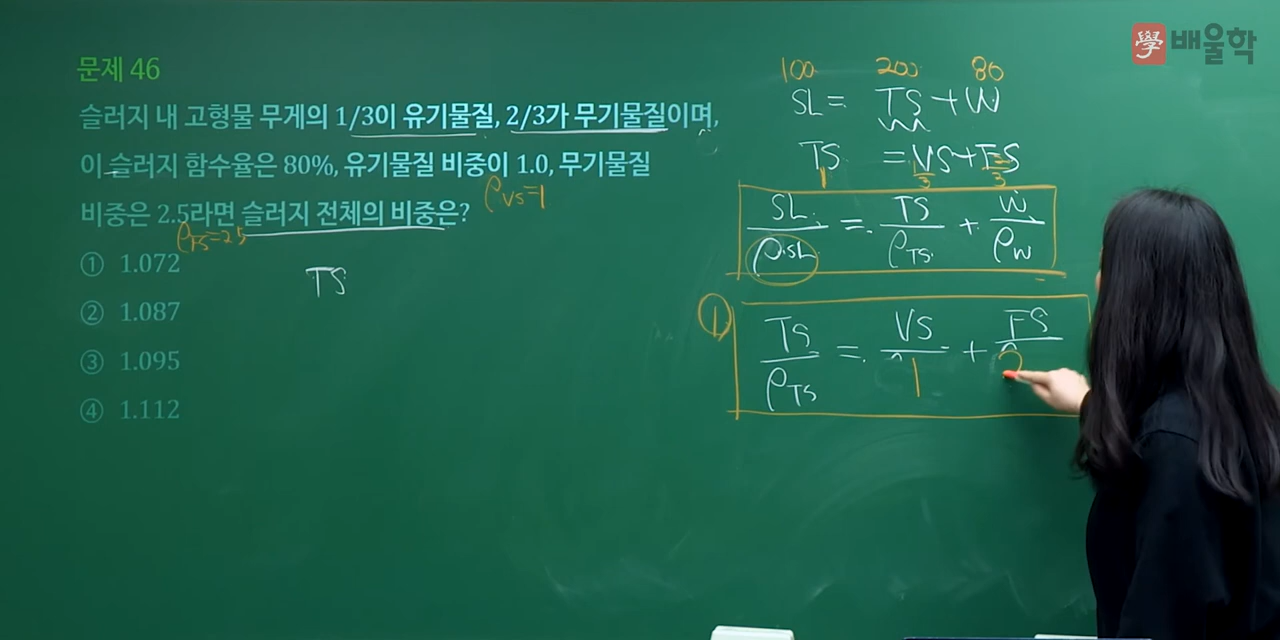 學 배울학
문제 46
슬러지 내 고형물 무게의 1/3이 유기물질, 2/3가 무기물질이며,
이 슬러지 함수율은 80%, 유기물질 비중이 1.0, 무기물질
ρVS=1
비중은 2.5라면 슬러지 전체의 비중은?
ρFS=2.5
① 1.072
② 1.087
③ 1.095
④ 1.112
TS
100 200 80
SL = TS + W
TS = VS + FS
1 1/3 2/3
SL/ρSL = TS/ρTS + W/ρW
①
TS/ρTS = VS/1 + FS/2